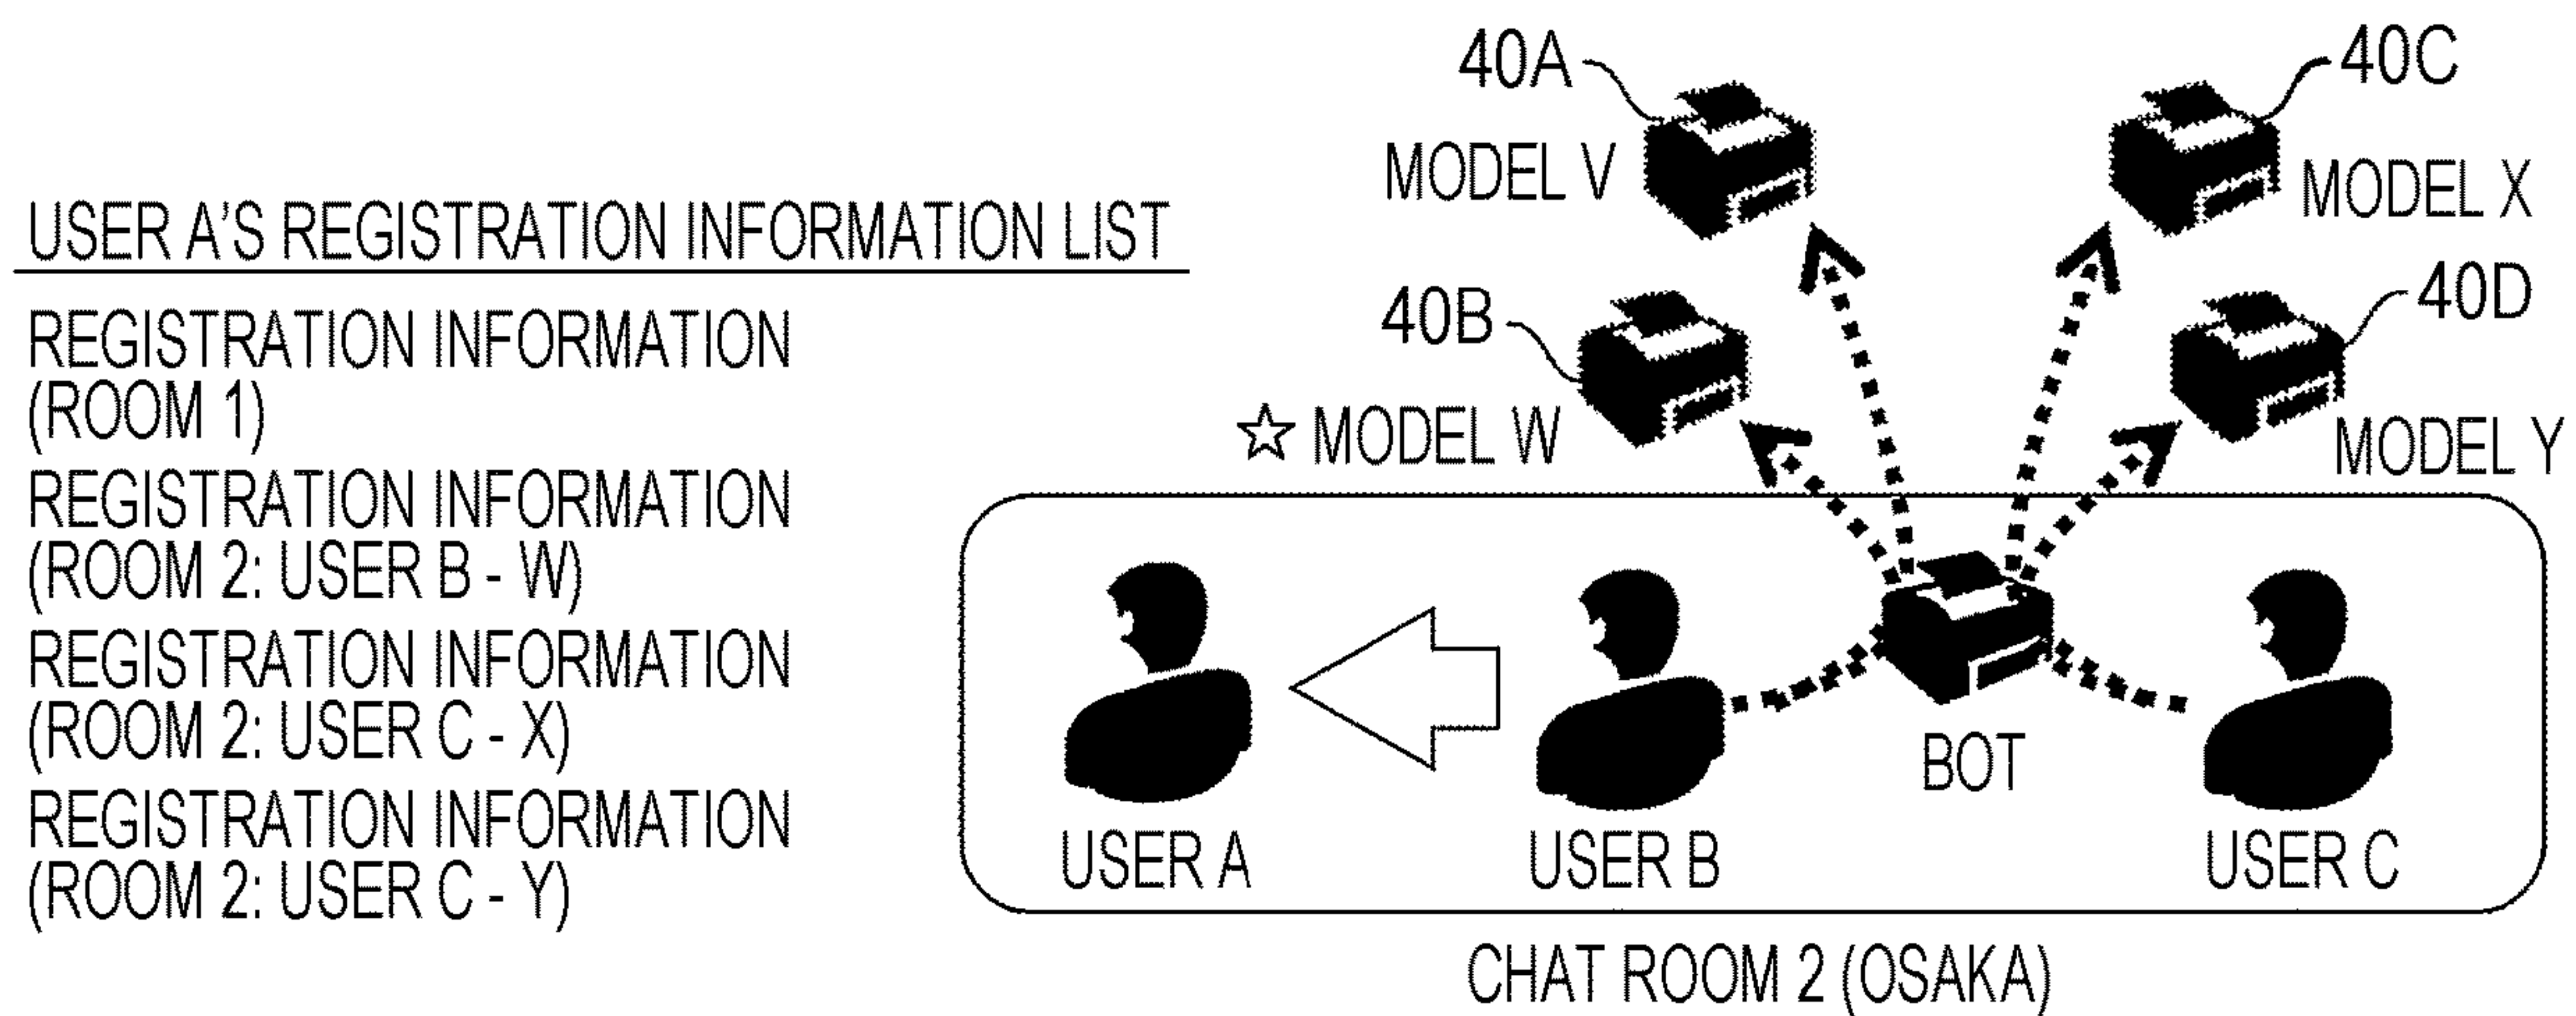 USER A'S REGISTRATION INFORMATION LIST
REGISTRATION INFORMATION
(ROOM 1)
REGISTRATION INFORMATION
(ROOM 2: USER B - W)
REGISTRATION INFORMATION
(ROOM 2: USER C - X)
REGISTRATION INFORMATION
(ROOM 2: USER C - Y)
40A
MODEL V
40C
MODEL X
40B
☆ MODEL W
40D
MODEL Y
BOT
USER A
USER B
USER C
CHAT ROOM 2 (OSAKA)